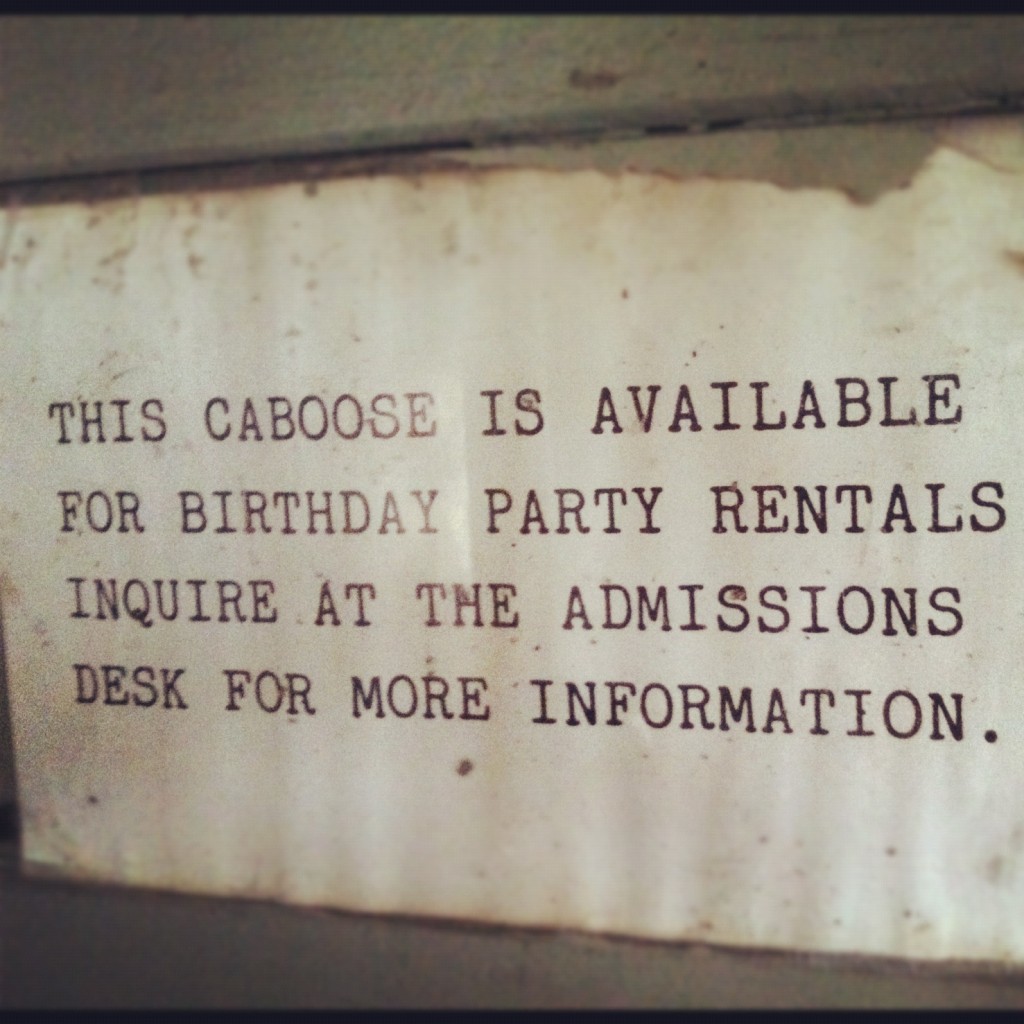 THIS CABOOSE IS AVAILABLE
FOR BIRTHDAY PARTY RENTALS
INQUIRE AT THE ADMISSIONS
DESK FOR MORE INFORMATION.